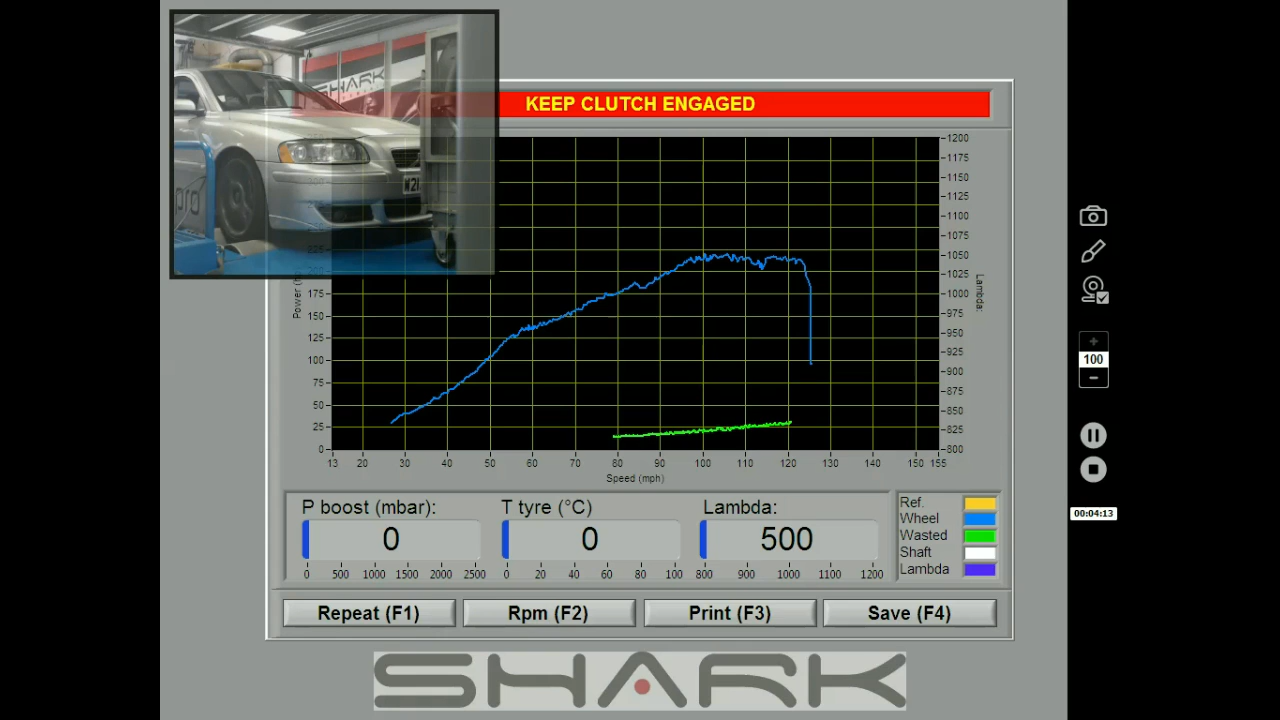 SHARK
pro
KEEP CLUTCH ENGAGED
1200
1175
1150
1125
1100
1075
1050
1025
1000
975
950
925
900
875
850
825
800
Lambda:
175
150
125
100
75
50
25
0
13 20 30 40 50 60 70 80 90 100 110 120 130 140 150 155
Speed (mph)
P boost (mbar): T tyre (°C) Lambda:
0 0 500
0 500 1000 1500 2000 2500 0 20 40 60 80 100 800 900 1000 1100 1200
Ref.
Wheel
Wasted
Shaft
Lambda
Repeat (F1) Rpm (F2) Print (F3) Save (F4)
SHARK
+
100
−
00:04:13